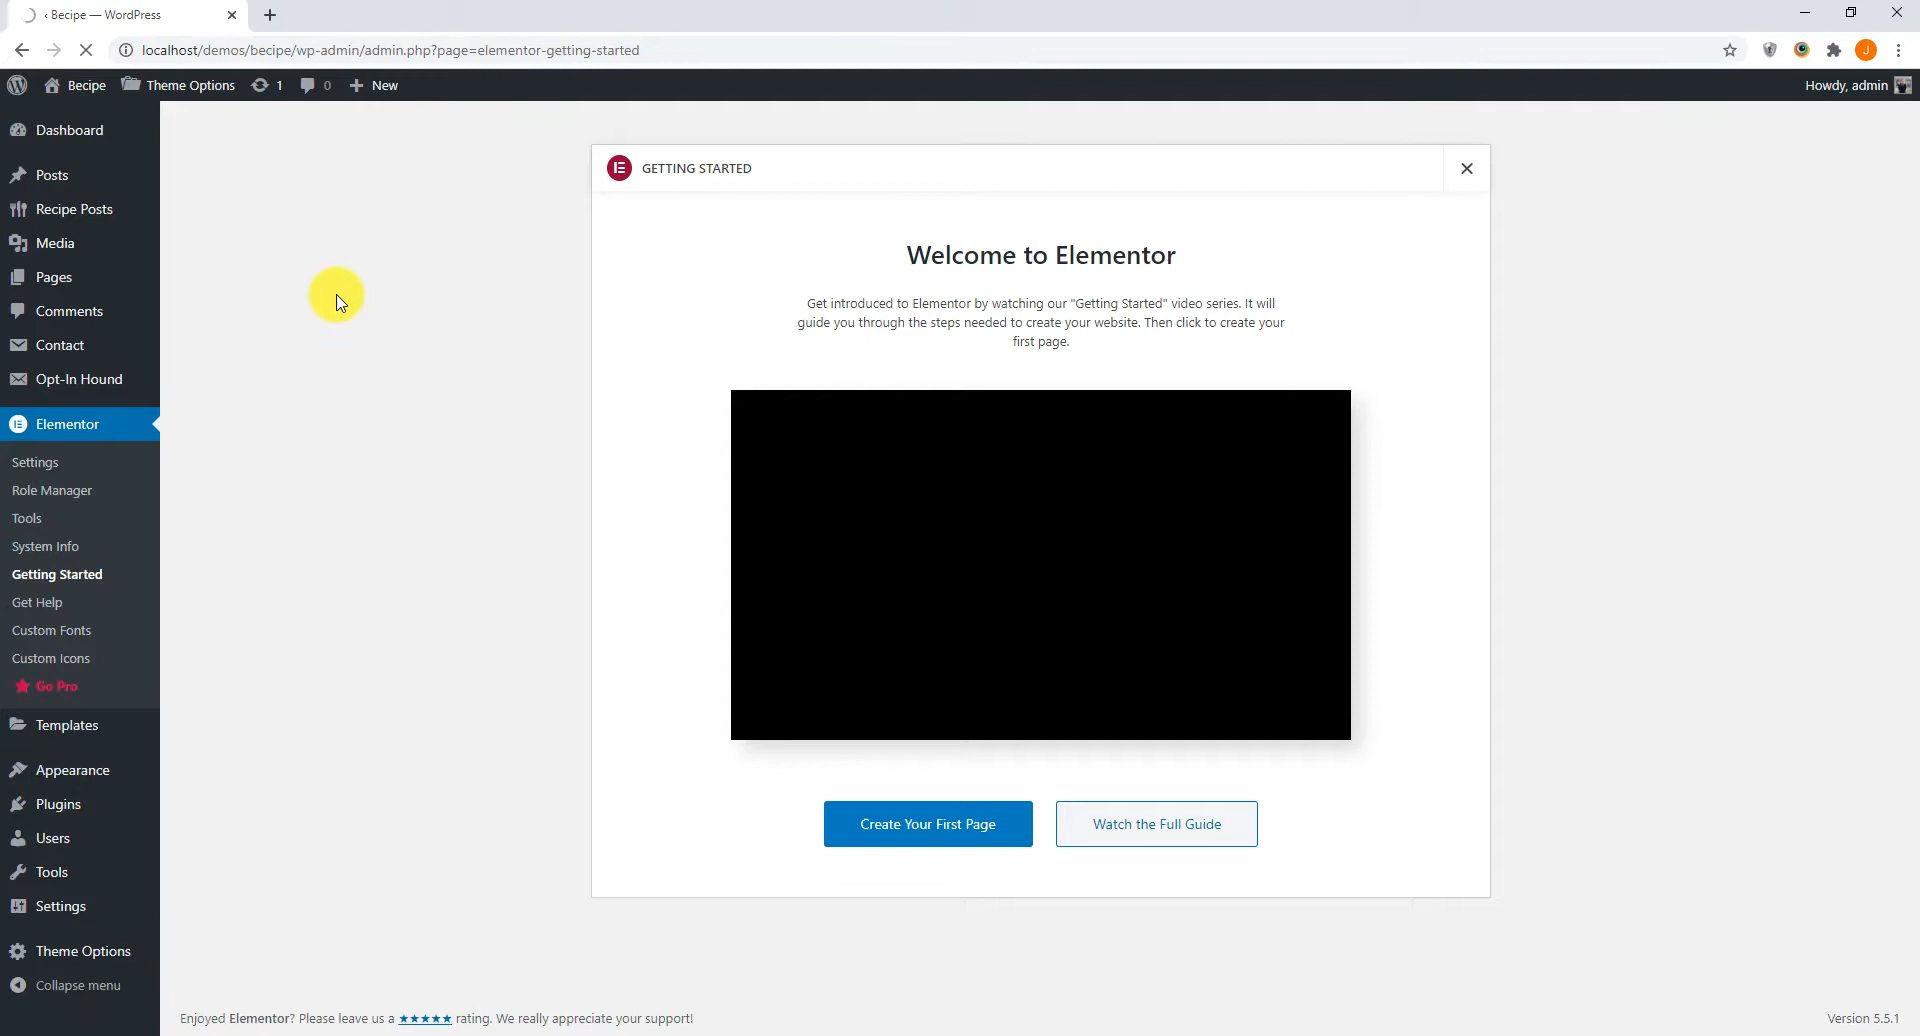 ‹ Becipe — WordPress
localhost/demos/becipe/wp-admin/admin.php?page=elementor-getting-started
J
Becipe
Theme Options
1
0
New
Howdy, admin
Dashboard
Posts
Recipe Posts
Media
Pages
Comments
Contact
Opt-In Hound
Elementor
Settings
Role Manager
Tools
System Info
Getting Started
Get Help
Custom Fonts
Custom Icons
Go Pro
Templates
Appearance
Plugins
Users
Tools
Settings
Theme Options
Collapse menu
GETTING STARTED
Welcome to Elementor
Get introduced to Elementor by watching our "Getting Started" video series. It will
guide you through the steps needed to create your website. Then click to create your
first page.
Create Your First Page
Watch the Full Guide
Enjoyed Elementor? Please leave us a ★★★★★ rating. We really appreciate your support!
Version 5.5.1